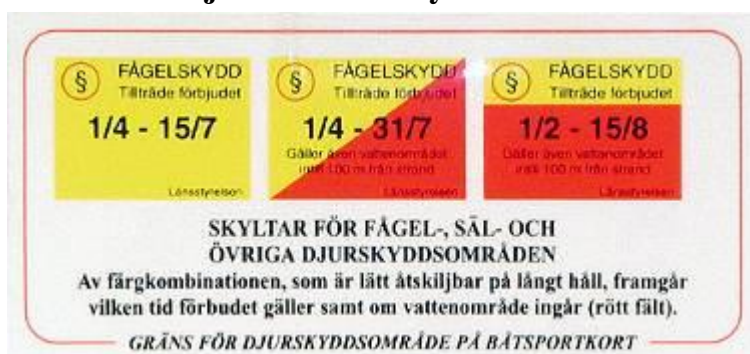 § FÅGELSKYDD
Tillträde förbjudet
1/4 - 15/7
Länsstyrelsen
§ FÅGELSKYDD
Tillträde förbjudet
1/4 - 31/7
Gäller även vattenområdet
intill 100 m från strand
Länsstyrelsen
§ FÅGELSKYDD
Tillträde förbjudet
1/2 - 15/8
Gäller även vattenområdet
intill 100 m från strand
Länsstyrelsen
SKYLTAR FÖR FÅGEL-, SÄL- OCH
ÖVRIGA DJURSKYDDSOMRÅDEN
Av färgkombinationen, som är lätt åtskiljbar på långt håll, framgår
vilken tid förbudet gäller samt om vattenområde ingår (rött fält).
GRÄNS FÖR DJURSKYDDSOMRÅDE PÅ BÅTSPORTKORT